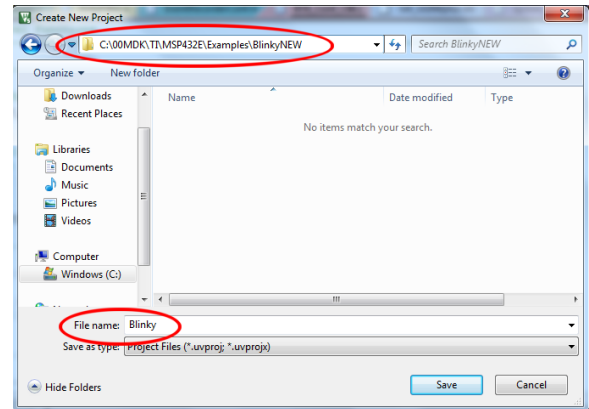 Create New Project
C:\00MDK\TI\MSP432E\Examples\BlinkyNEW
Search BlinkyNEW
Organize
New folder
Downloads
Recent Places
Libraries
Documents
Music
Pictures
Videos
Computer
Windows (C:)
Name
Date modified
Type
No items match your search.
File name: Blinky
Save as type: Project Files (*.uvproj; *.uvprojx)
Hide Folders
Save
Cancel